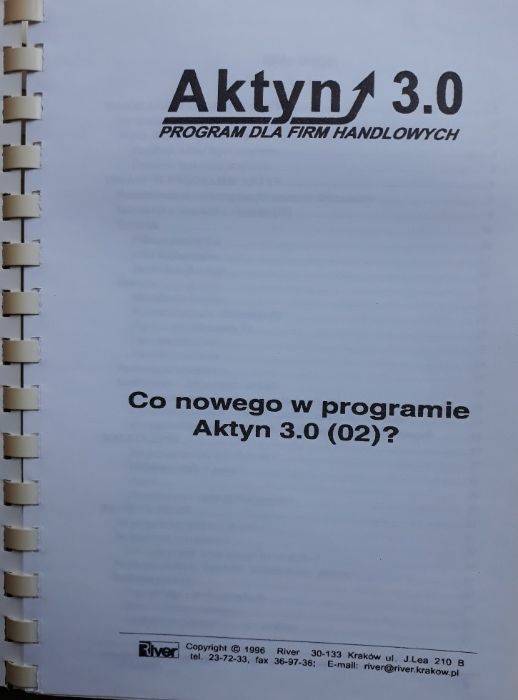 Aktyn 3.0
PROGRAM DLA FIRM HANDLOWYCH
Co nowego w programie
Aktyn 3.0 (02)?
River Copyright © 1996 River 30-133 Kraków ul. J.Lea 210 B
tel. 23-72-33, fax 36-97-36; E-mail: river@river.krakow.pl